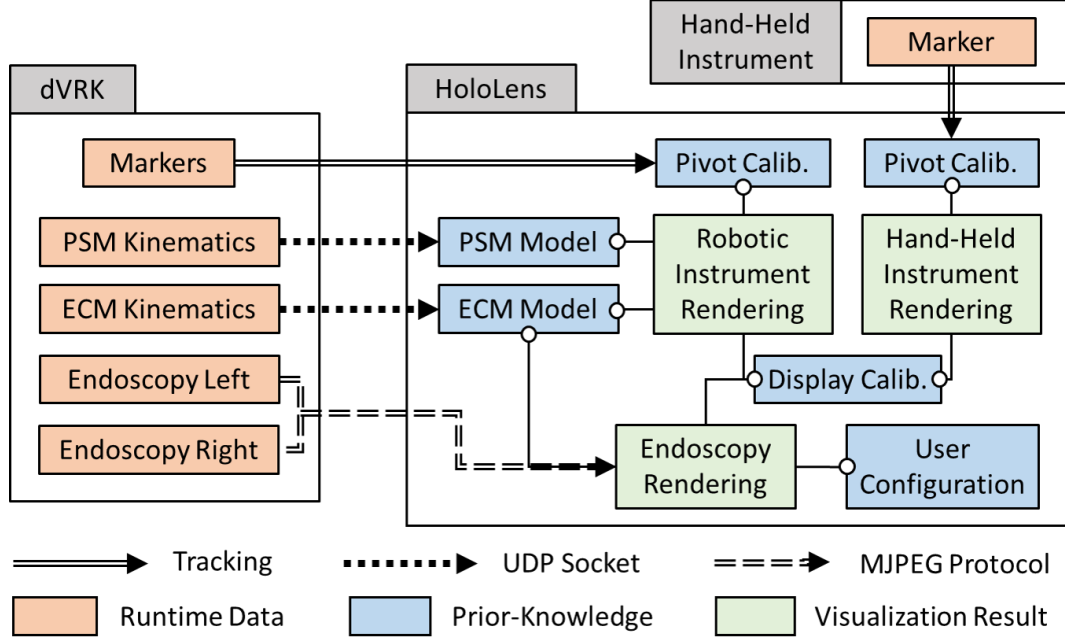 Hand-Held
Instrument
Marker
dVRK
HoloLens
Markers
Pivot Calib.
Pivot Calib.
PSM Kinematics
PSM Model
Robotic
Instrument
Rendering
Hand-Held
Instrument
Rendering
ECM Kinematics
ECM Model
Endoscopy Left
Display Calib.
Endoscopy Right
Endoscopy
Rendering
User
Configuration
Tracking
UDP Socket
MJPEG Protocol
Runtime Data
Prior-Knowledge
Visualization Result